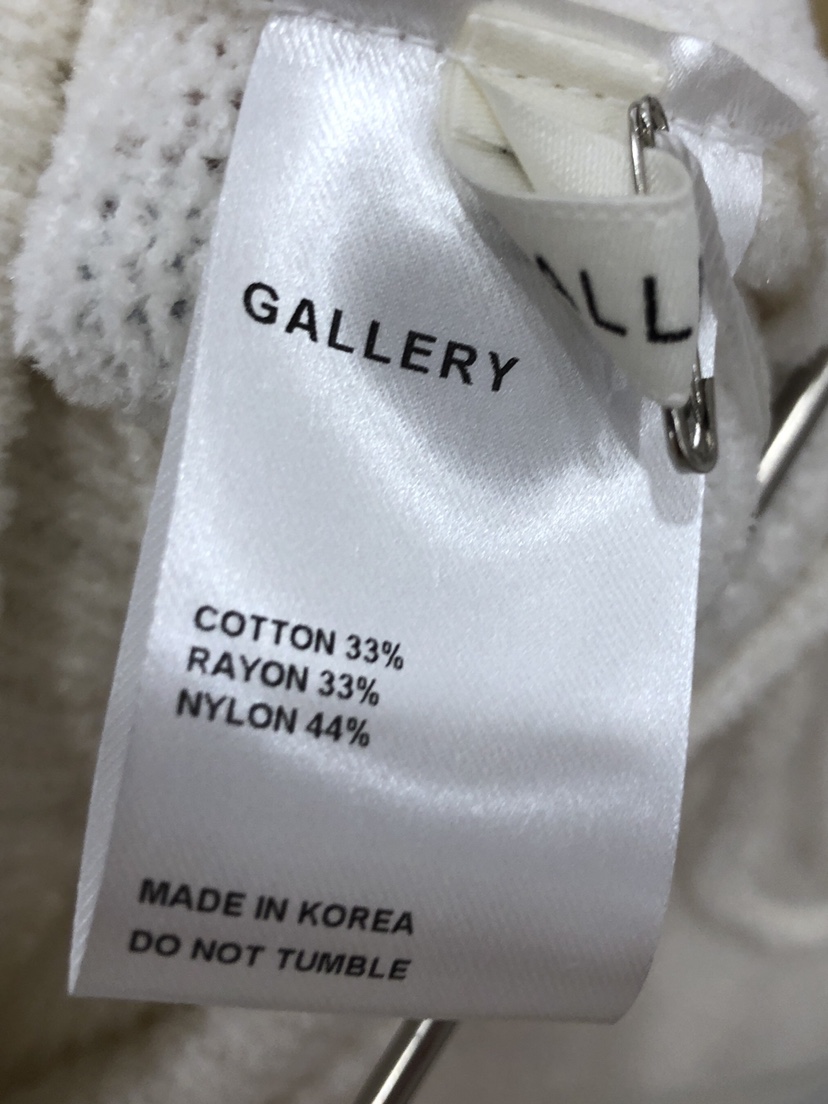 GALLERY
COTTON 33%
RAYON 33%
NYLON 44%
MADE IN KOREA
DO NOT TUMBLE